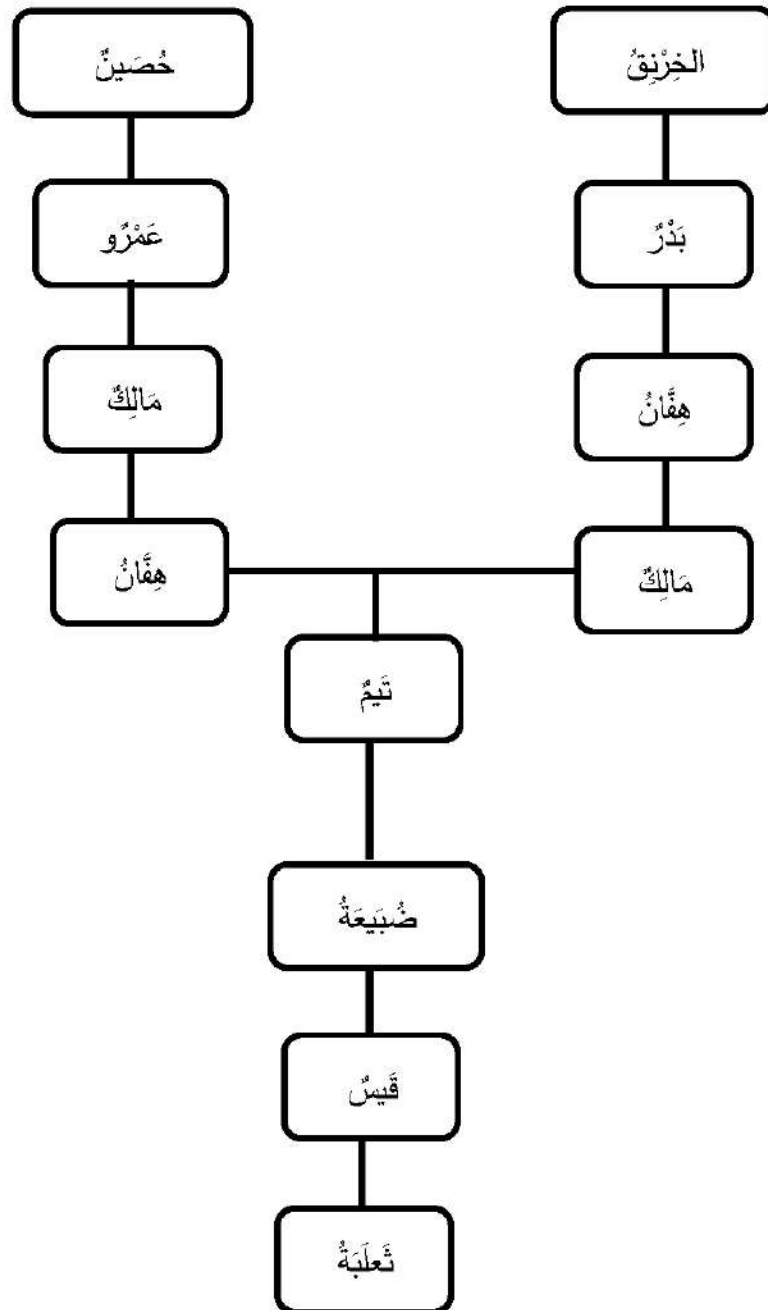 الخِرْنِقُ
حُصَينٌ
بَدْرٌ
عَمْرٌو
هِفَّانُ
مَالِكٌ
مَالِكٌ
هِفَّانُ
تَيمٌ
ضُبَيعَةُ
قَيسٌ
ثَعلَبَةُ